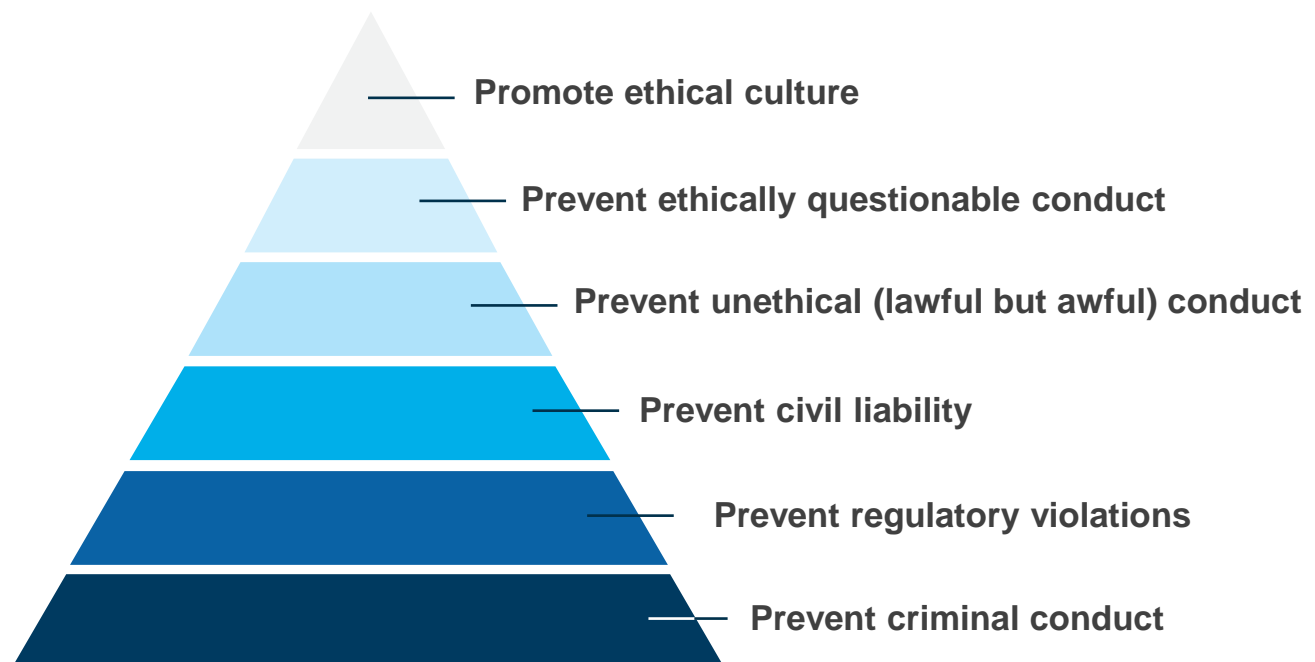 Promote ethical culture
Prevent ethically questionable conduct
Prevent unethical (lawful but awful) conduct
Prevent civil liability
Prevent regulatory violations
Prevent criminal conduct